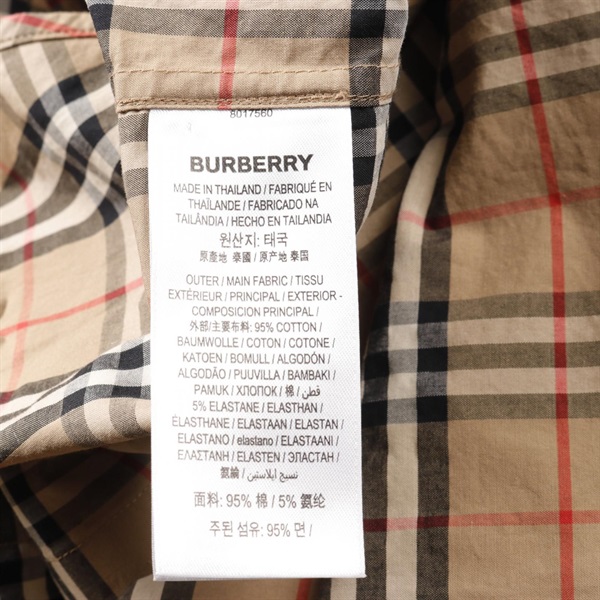 8017560
BURBERRY
MADE IN THAILAND / FABRIQUÉ EN
THAÏLANDE / FABRICADO NA
TAILÂNDIA / HECHO EN TAILANDIA
원산지: 태국
原產地 泰國 / 原产地 泰国
OUTER / MAIN FABRIC / TISSU
EXTÉRIEUR / PRINCIPAL / EXTERIOR -
COMPOSICION PRINCIPAL /
外部/主要布料: 95% COTTON /
BAUMWOLLE / COTON / COTONE /
KATOEN / BOMULL / ALGODÓN /
ALGODÃO / PUUVILLA / BAMBAKI /
PAMUK / ХЛОПОК / 棉 / قطن /
5% ELASTANE / ELASTHAN /
ÉLASTHANE / ELASTAAN / ELASTAN /
ELASTANO / elastano / ELASTAANI /
ΕΛΑΣΤΑΝΗ / ELASTEN / ЭЛАСТАН /
氨綸 / نسيج ايلاستين /
面料: 95% 棉 / 5% 氨纶
주된 섬유: 95% 면 /